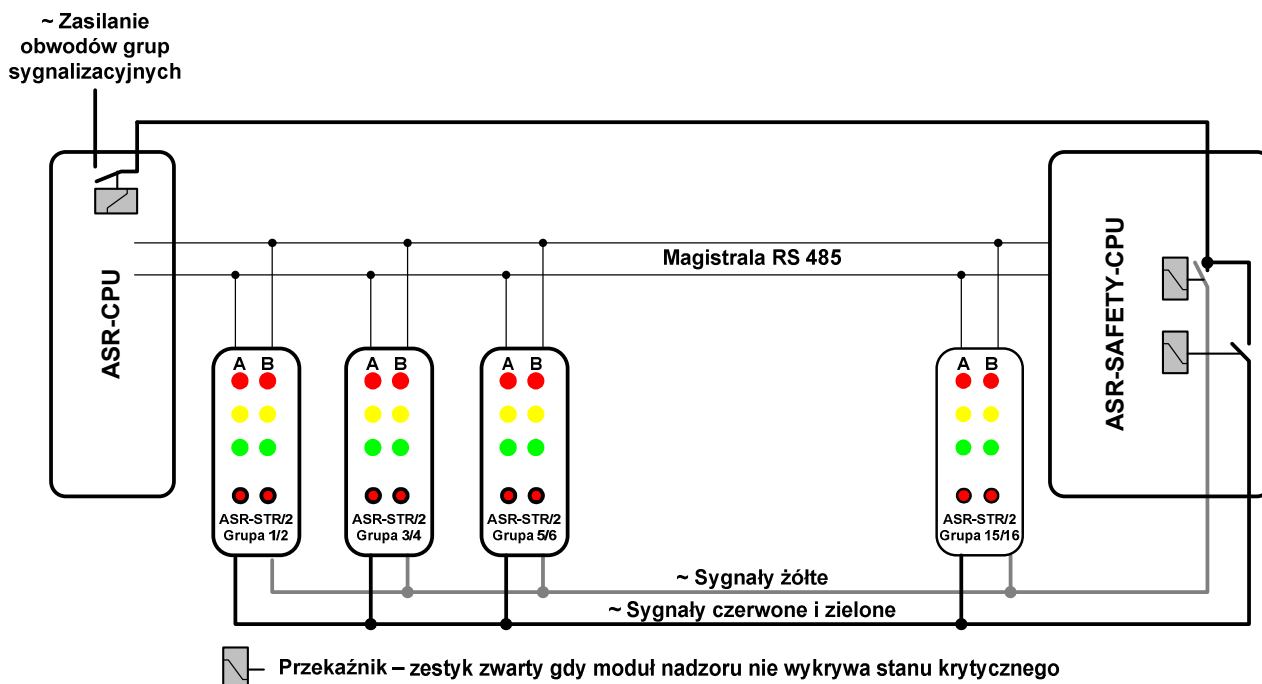 ~ Zasilanie
obwodów grup
sygnalizacyjnych
ASR-CPU
Magistrala RS 485
ASR-SAFETY-CPU
A B
ASR-STR/2
Grupa 1/2
A B
ASR-STR/2
Grupa 3/4
A B
ASR-STR/2
Grupa 5/6
A B
ASR-STR/2
Grupa 15/16
~ Sygnały żółte
~ Sygnały czerwone i zielone
Przekaźnik – zestyk zwarty gdy moduł nadzoru nie wykrywa stanu krytycznego